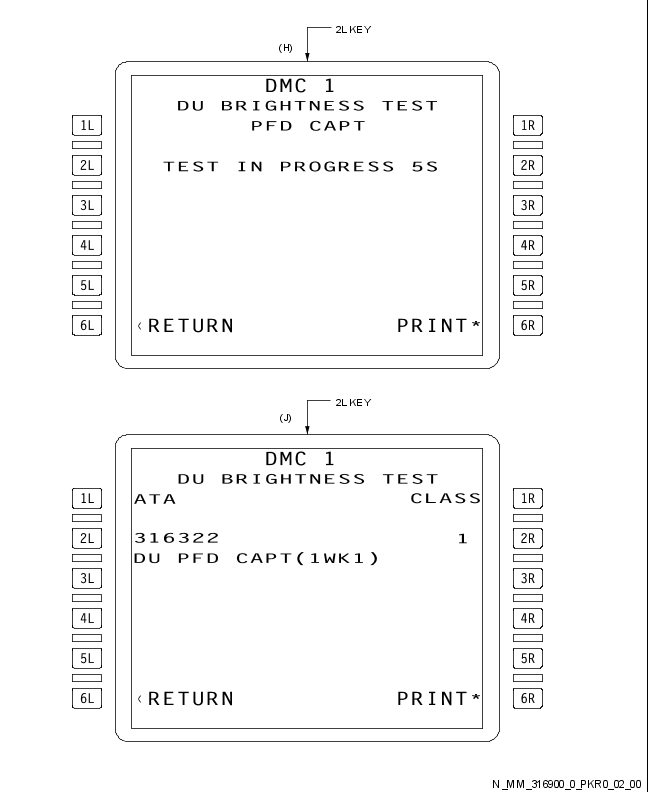 2L KEY
(H)
DMC 1
DU BRIGHTNESS TEST
1L PFD CAPT 1R
2L TEST IN PROGRESS 5S 2R
3L 3R
4L 4R
5L 5R
6L <RETURN PRINT* 6R
2L KEY
(J)
DMC 1
DU BRIGHTNESS TEST
1L ATA CLASS 1R
2L 316322 1 2R
DU PFD CAPT(1WK1)
3L 3R
4L 4R
5L 5R
6L <RETURN PRINT* 6R
N_MM_316900_0_PKR0_02_00